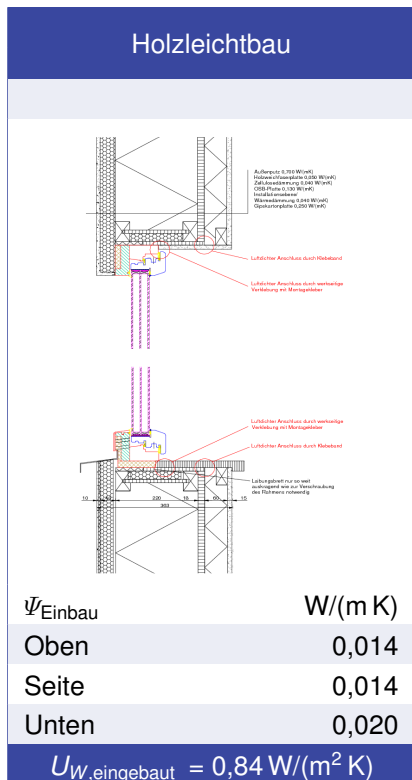 Holzleichtbau
Außenputz 0,700 W/(mK)
Holzweichfaserplatte 0,050 W/(mK)
Zellulosedämmung 0,040 W/(mK)
OSB-Platte 0,130 W/(mK)
Installationsebene/
Wärmedämmung 0,040 W/(mK)
Gipskartonplatte 0,250 W/(mK)
Luftdichter Anschluss durch Klebeband
Luftdichter Anschluss durch werkseitige
Verklebung mit Montagekleber
Luftdichter Anschluss durch werkseitige
Verklebung mit Montagekleber
Luftdichter Anschluss durch Klebeband
Laibungsbrett nur so weit
auskragend wie zur Verschraubung
des Rahmens notwendig
10 220 16 60 15
363
Ψ_Einbau W/(m K)
Oben 0,014
Seite 0,014
Unten 0,020
U_W,eingebaut = 0,84 W/(m² K)